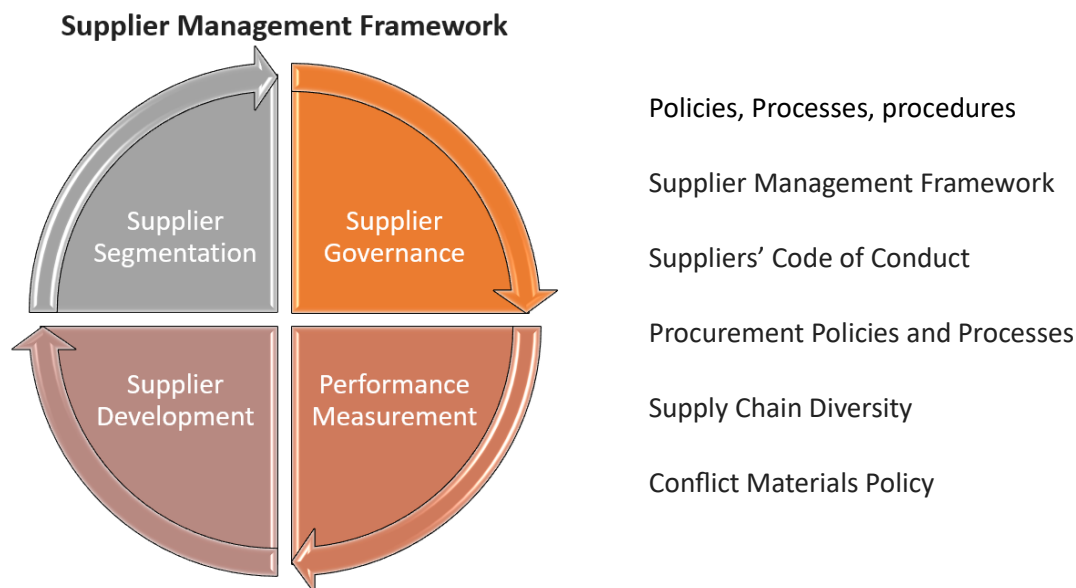 Supplier Management Framework
Supplier
Segmentation
Supplier
Governance
Supplier
Development
Performance
Measurement
Policies, Processes, procedures
Supplier Management Framework
Suppliers’ Code of Conduct
Procurement Policies and Processes
Supply Chain Diversity
Conflict Materials Policy